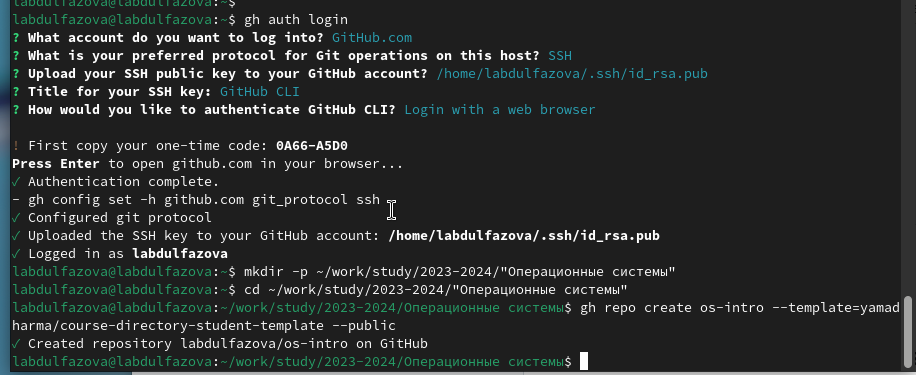 labdulfazova@labdulfazova:~$
labdulfazova@labdulfazova:~$ gh auth login
? What account do you want to log into? GitHub.com
? What is your preferred protocol for Git operations on this host? SSH
? Upload your SSH public key to your GitHub account? /home/labdulfazova/.ssh/id_rsa.pub
? Title for your SSH key: GitHub CLI
? How would you like to authenticate GitHub CLI? Login with a web browser
! First copy your one-time code: 0A66-A5D0
Press Enter to open github.com in your browser...
✓ Authentication complete.
- gh config set -h github.com git_protocol ssh
✓ Configured git protocol
✓ Uploaded the SSH key to your GitHub account: /home/labdulfazova/.ssh/id_rsa.pub
✓ Logged in as labdulfazova
labdulfazova@labdulfazova:~$ mkdir -p ~/work/study/2023-2024/"Операционные системы"
labdulfazova@labdulfazova:~$ cd ~/work/study/2023-2024/"Операционные системы"
labdulfazova@labdulfazova:~/work/study/2023-2024/Операционные системы$ gh repo create os-intro --template=yamad
harma/course-directory-student-template --public
✓ Created repository labdulfazova/os-intro on GitHub
labdulfazova@labdulfazova:~/work/study/2023-2024/Операционные системы$